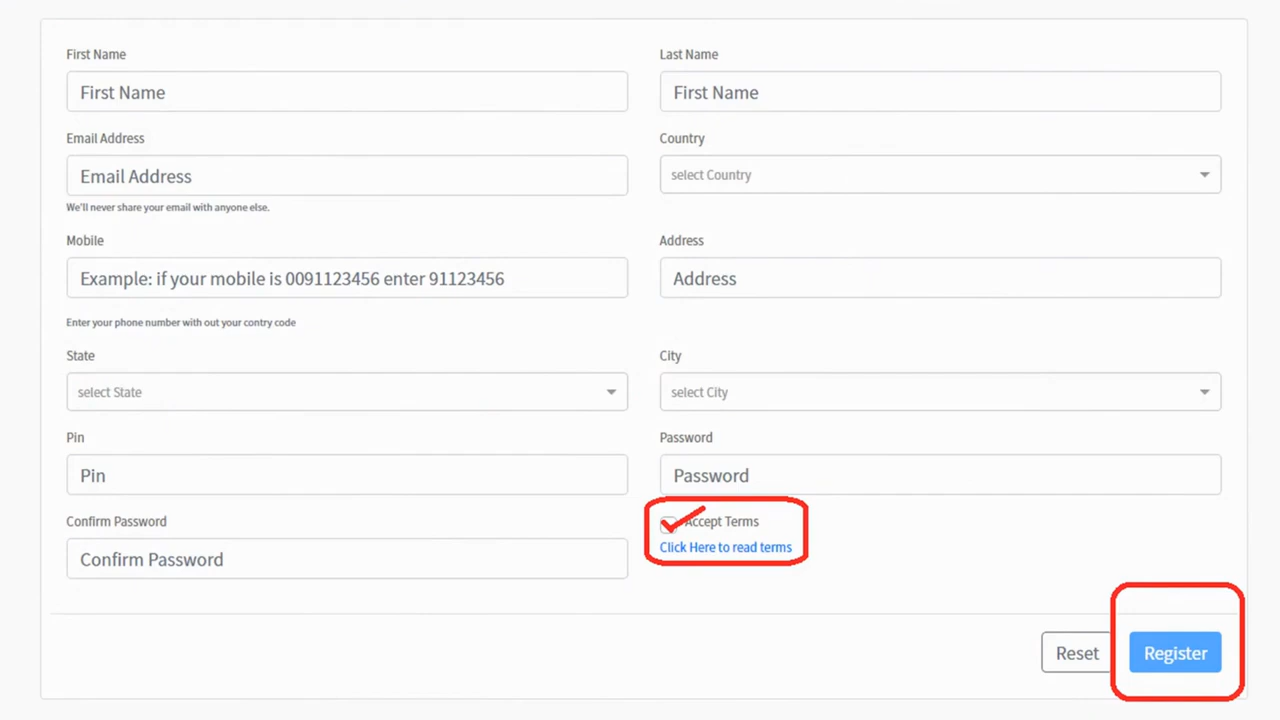 First Name
Last Name
First Name
First Name
Email Address
Country
Email Address
select Country
We'll never share your email with anyone else.
Mobile
Address
Example: if your mobile is 0091123456 enter 91123456
Address
Enter your phone number with out your contry code
State
City
select State
select City
Pin
Password
Pin
Password
Confirm Password
Accept Terms
Click Here to read terms
Confirm Password
Reset
Register